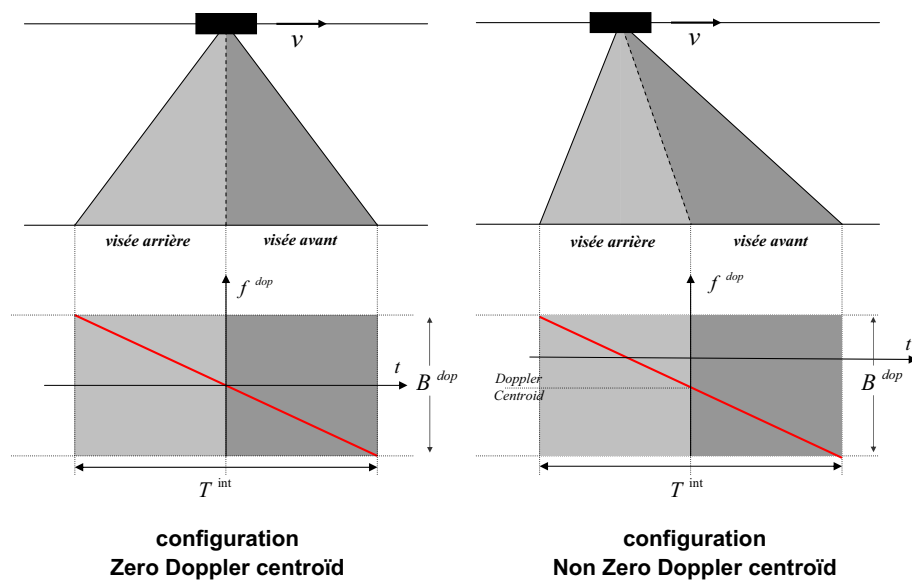 v
visée arrière
visée avant
f dop
t
B dop
T int
configuration
Zero Doppler centroïd
v
visée arrière
visée avant
f dop
t
Doppler
Centroid
B dop
T int
configuration
Non Zero Doppler centroïd